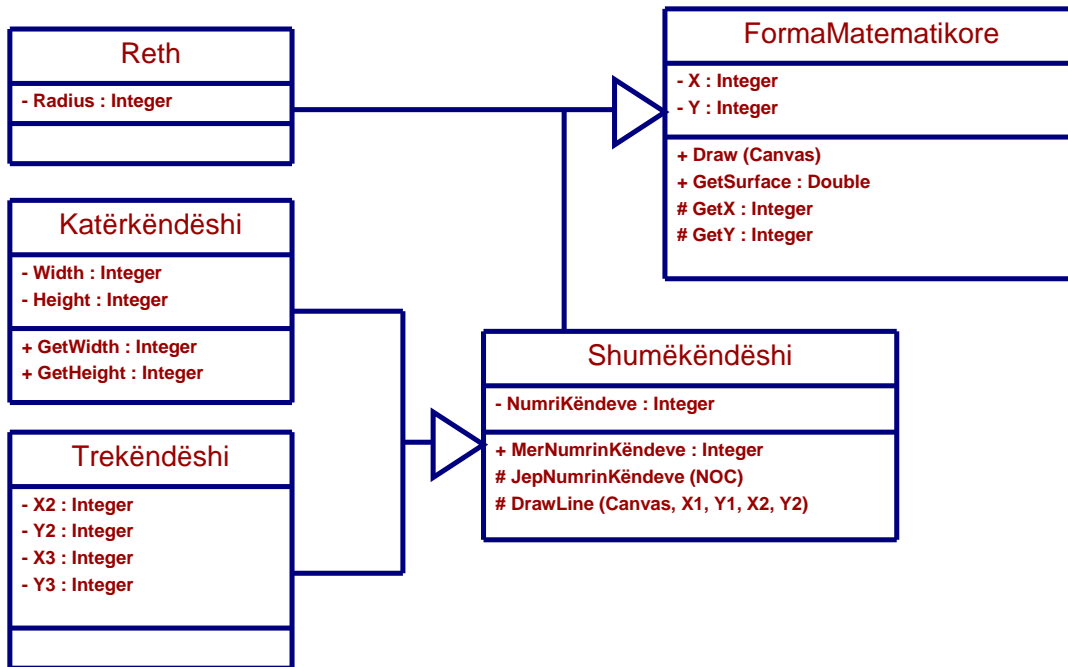 Reth
- Radius : Integer
FormaMatematikore
- X : Integer
- Y : Integer
+ Draw (Canvas)
+ GetSurface : Double
# GetX : Integer
# GetY : Integer
Katërkëndëshi
- Width : Integer
- Height : Integer
+ GetWidth : Integer
+ GetHeight : Integer
Shumëkëndëshi
- NumriKëndeve : Integer
+ MerNumrinKëndeve : Integer
# JepNumrinKëndeve (NOC)
# DrawLine (Canvas, X1, Y1, X2, Y2)
Trekëndëshi
- X2 : Integer
- Y2 : Integer
- X3 : Integer
- Y3 : Integer